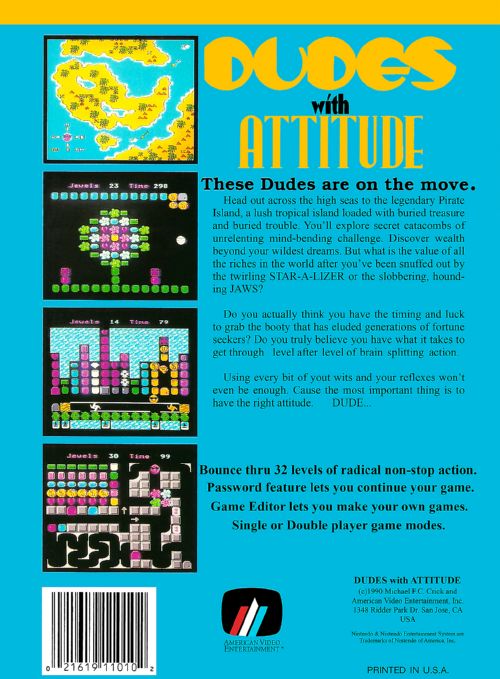 DUDES
with
ATTITUDE
These Dudes are on the move.
Head out across the high seas to the legendary Pirate
Island, a lush tropical island loaded with buried treasure
and buried trouble. You'll explore secret catacombs of
unrelenting mind-bending challenge. Discover wealth
beyond your wildest dreams. But what is the value of all
the riches in the world after you've been snuffed out by
the twirling STAR-A-LIZER or the slobbering, hound-
ing JAWS?
Do you actually think you have the timing and luck
to grab the booty that has eluded generations of fortune
seekers? Do you truly believe you have what it takes to
get through level after level of brain splitting action.
Using every bit of yout wits and your reflexes won't
even be enough. Cause the most important thing is to
have the right attitude. DUDE...
Jewels 23 Time 298
Jewels 14 Time 79
Jewels 30 Time 99
Bounce thru 32 levels of radical non-stop action.
Password feature lets you continue your game.
Game Editor lets you make your own games.
Single or Double player game modes.
0 21619 11010 2
AMERICAN VIDEO
ENTERTAINMENT
DUDES with ATTITUDE
(c)1990 Michael F.C. Crick and
American Video Entertainment, Inc.
1348 Ridder Park Dr. San Jose, CA
USA
Nintendo & Nintendo Entertainment System are
Trademarks of Nintendo of America, Inc.
PRINTED IN U.S.A.